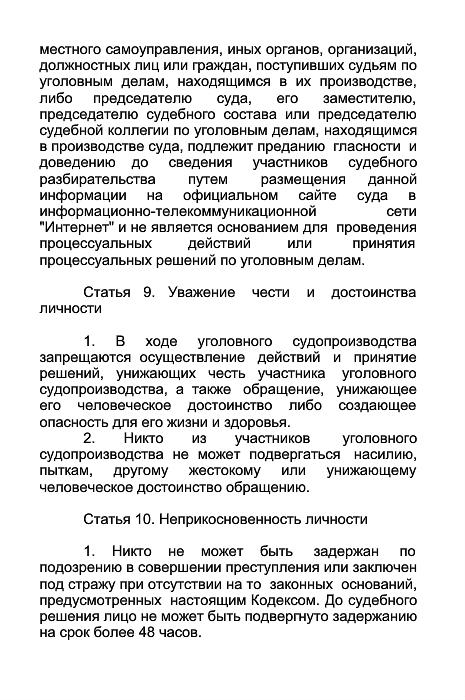 местного самоуправления, иных органов, организаций,
должностных лиц или граждан, поступивших судьям по
уголовным делам, находящимся в их производстве,
либо председателю суда, его заместителю,
председателю судебного состава или председателю
судебной коллегии по уголовным делам, находящимся
в производстве суда, подлежит преданию гласности и
доведению до сведения участников судебного
разбирательства путем размещения данной
информации на официальном сайте суда в
информационно-телекоммуникационной сети
"Интернет" и не является основанием для проведения
процессуальных действий или принятия
процессуальных решений по уголовным делам.
Статья 9. Уважение чести и достоинства
личности
1. В ходе уголовного судопроизводства
запрещаются осуществление действий и принятие
решений, унижающих честь участника уголовного
судопроизводства, а также обращение, унижающее
его человеческое достоинство либо создающее
опасность для его жизни и здоровья.
2. Никто из участников уголовного
судопроизводства не может подвергаться насилию,
пыткам, другому жестокому или унижающему
человеческое достоинство обращению.
Статья 10. Неприкосновенность личности
1. Никто не может быть задержан по
подозрению в совершении преступления или заключен
под стражу при отсутствии на то законных оснований,
предусмотренных настоящим Кодексом. До судебного
решения лицо не может быть подвергнуто задержанию
на срок более 48 часов.